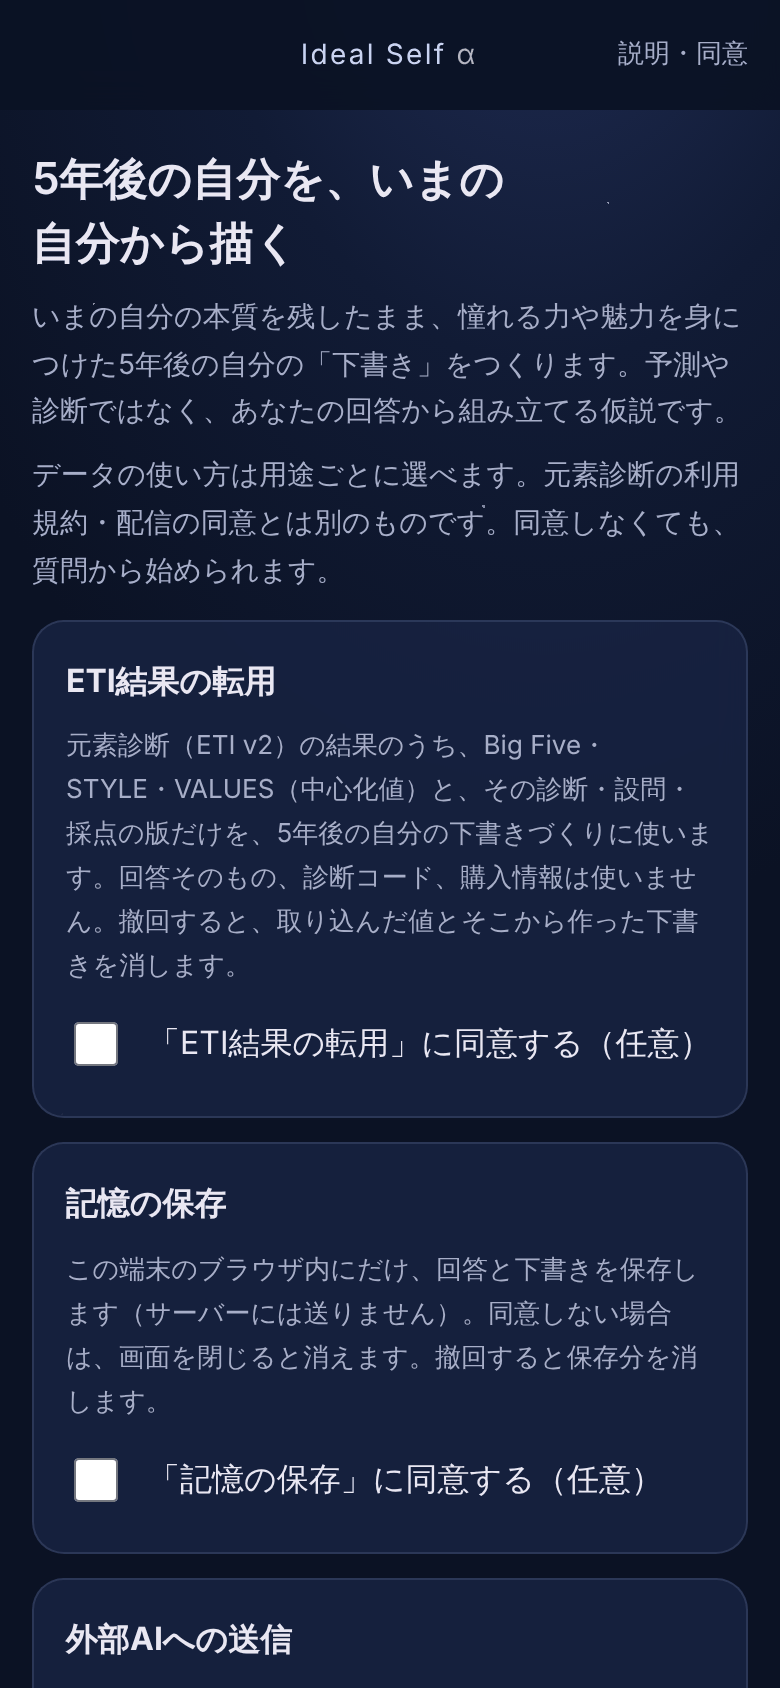 Ideal Self α
説明・同意
5年後の自分を、いまの
自分から描く
いまの自分の本質を残したまま、憧れる力や魅力を身に
つけた5年後の自分の「下書き」をつくります。予測や
診断ではなく、あなたの回答から組み立てる仮説です。
データの使い方は用途ごとに選べます。元素診断の利用
規約・配信の同意とは別のものです。同意しなくても、
質問から始められます。
ETI結果の転用
元素診断（ETI v2）の結果のうち、Big Five・
STYLE・VALUES（中心化値）と、その診断・設問・
採点の版だけを、5年後の自分の下書きづくりに使いま
す。回答そのもの、診断コード、購入情報は使いませ
ん。撤回すると、取り込んだ値とそこから作った下書
きを消します。
「ETI結果の転用」に同意する（任意）
記憶の保存
この端末のブラウザ内にだけ、回答と下書きを保存し
ます（サーバーには送りません）。同意しない場合
は、画面を閉じると消えます。撤回すると保存分を消
します。
「記憶の保存」に同意する（任意）
外部AIへの送信